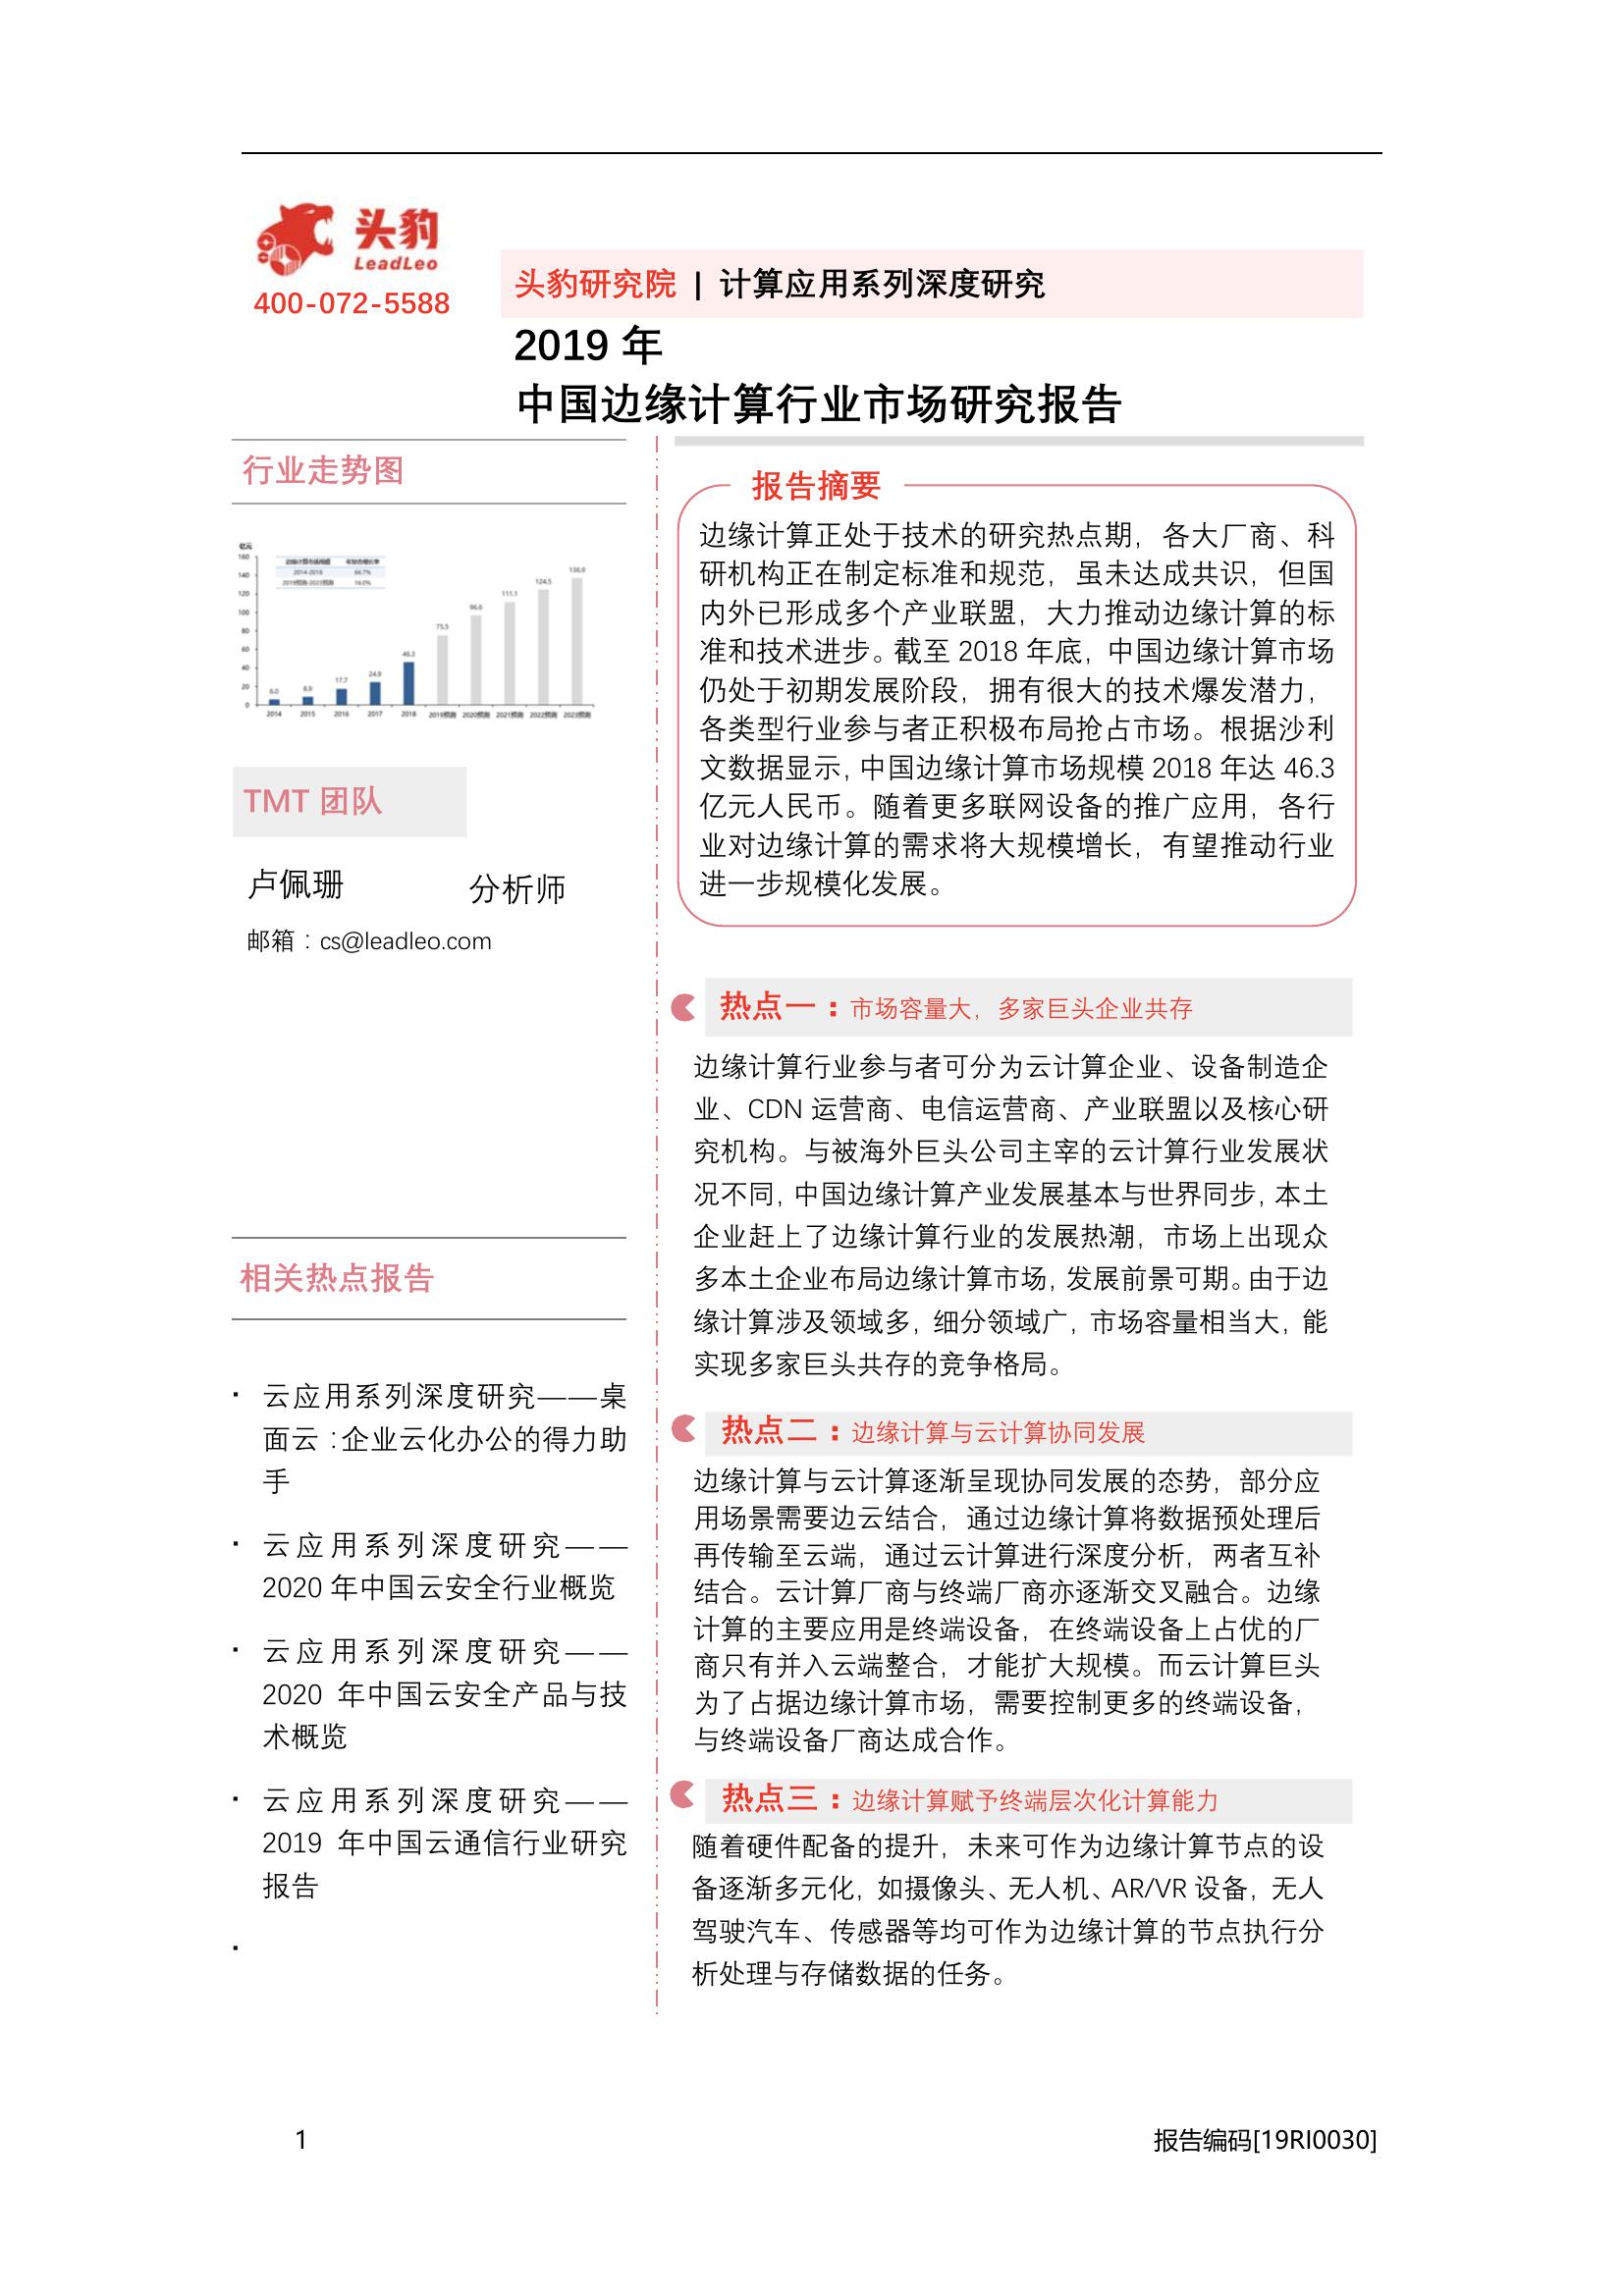 头豹
LeadLeo
400-072-5588
头豹研究院 | 计算应用系列深度研究
2019 年
中国边缘计算行业市场研究报告
行业走势图
亿元
160
140
120
100
80
60
40
20
0
边缘计算市场规模 年复合增长率
2014-2018 66.7%
2019预测-2023预测 16.0%
6.0
8.9
17.7
24.9
46.3
75.5
96.6
111.1
124.5
136.9
2014 2015 2016 2017 2018 2019预测 2020预测 2021预测 2022预测 2023预测
TMT 团队
卢佩珊 分析师
邮箱：cs@leadleo.com
相关热点报告
· 云应用系列深度研究——桌
面云：企业云化办公的得力助
手
· 云应用系列深度研究——
2020 年中国云安全行业概览
· 云应用系列深度研究——
2020 年中国云安全产品与技
术概览
· 云应用系列深度研究——
2019 年中国云通信行业研究
报告
·
报告摘要
边缘计算正处于技术的研究热点期，各大厂商、科
研机构正在制定标准和规范，虽未达成共识，但国
内外已形成多个产业联盟，大力推动边缘计算的标
准和技术进步。截至 2018 年底，中国边缘计算市场
仍处于初期发展阶段，拥有很大的技术爆发潜力，
各类型行业参与者正积极布局抢占市场。根据沙利
文数据显示，中国边缘计算市场规模 2018 年达 46.3
亿元人民币。随着更多联网设备的推广应用，各行
业对边缘计算的需求将大规模增长，有望推动行业
进一步规模化发展。
热点一：市场容量大，多家巨头企业共存
边缘计算行业参与者可分为云计算企业、设备制造企
业、CDN 运营商、电信运营商、产业联盟以及核心研
究机构。与被海外巨头公司主宰的云计算行业发展状
况不同，中国边缘计算产业发展基本与世界同步，本土
企业赶上了边缘计算行业的发展热潮，市场上出现众
多本土企业布局边缘计算市场，发展前景可期。由于边
缘计算涉及领域多，细分领域广，市场容量相当大，能
实现多家巨头共存的竞争格局。
热点二：边缘计算与云计算协同发展
边缘计算与云计算逐渐呈现协同发展的态势，部分应
用场景需要边云结合，通过边缘计算将数据预处理后
再传输至云端，通过云计算进行深度分析，两者互补
结合。云计算厂商与终端厂商亦逐渐交叉融合。边缘
计算的主要应用是终端设备，在终端设备上占优的厂
商只有并入云端整合，才能扩大规模。而云计算巨头
为了占据边缘计算市场，需要控制更多的终端设备，
与终端设备厂商达成合作。
热点三：边缘计算赋予终端层次化计算能力
随着硬件配备的提升，未来可作为边缘计算节点的设
备逐渐多元化，如摄像头、无人机、AR/VR 设备，无人
驾驶汽车、传感器等均可作为边缘计算的节点执行分
析处理与存储数据的任务。
1
报告编码[19RI0030]